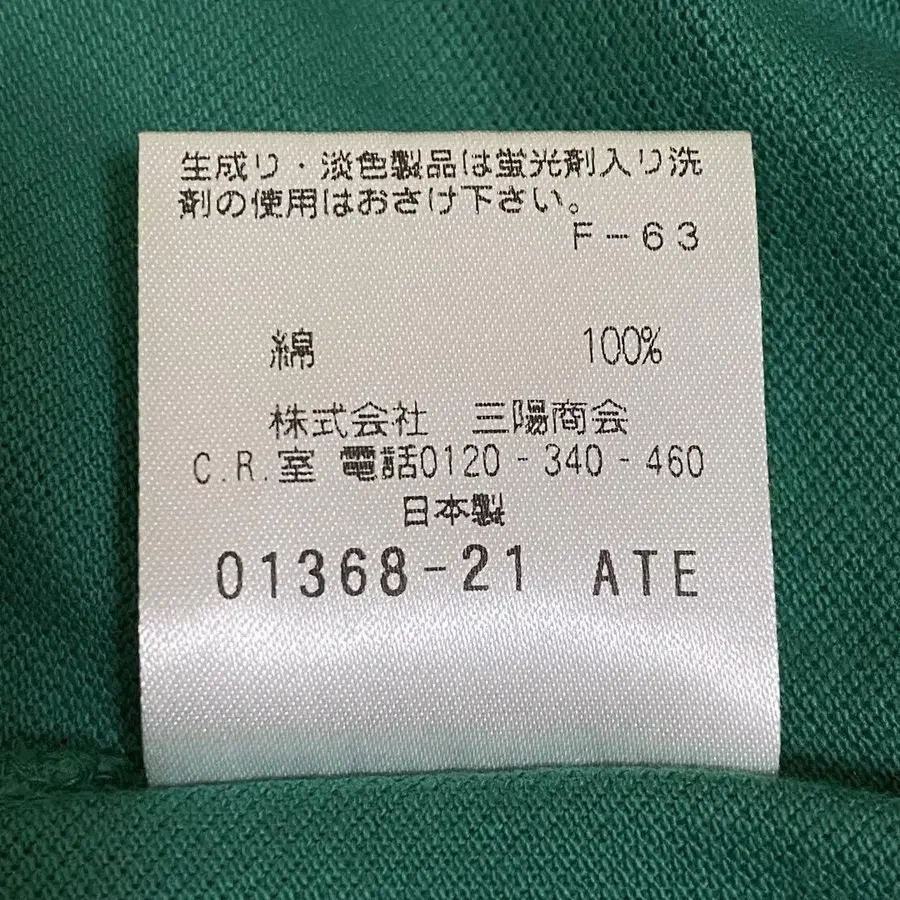 生成り・淡色製品は蛍光剤入り洗
剤の使用はおさけ下さい。
F-63
綿 100%
株式会社 三陽商会
C.R.室 電話0120-340-460
日本製
01368-21 ATE